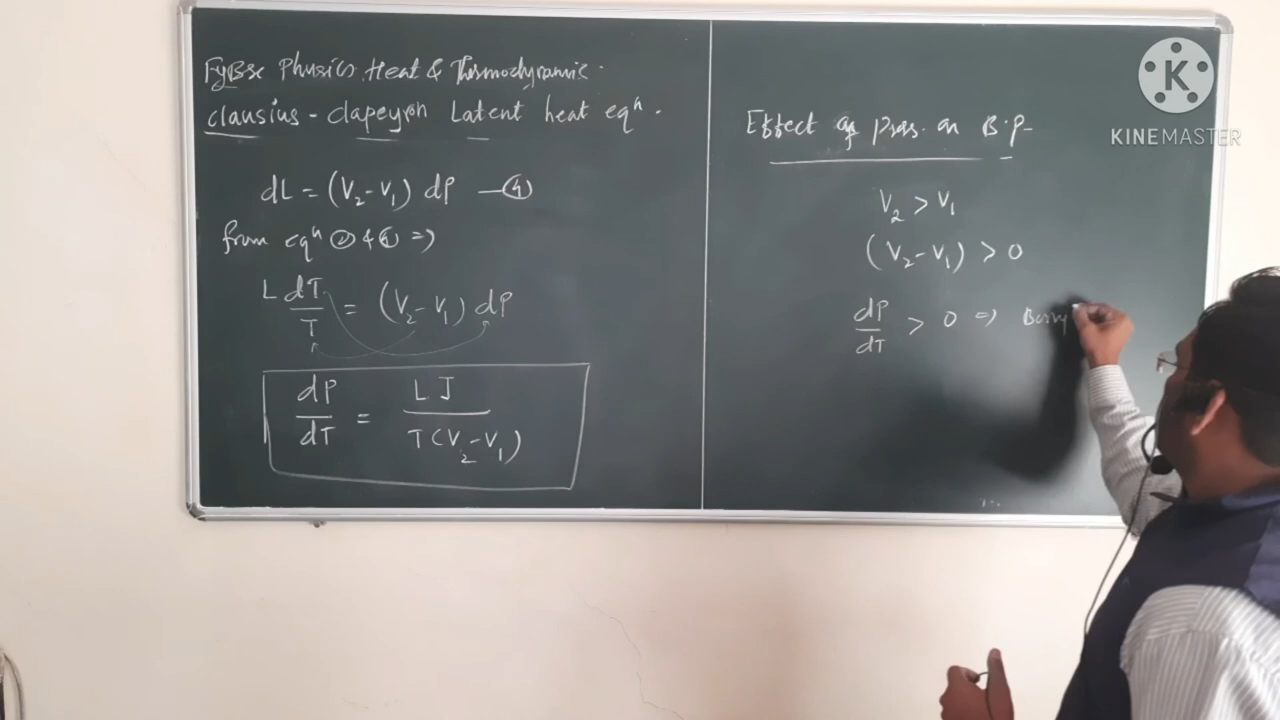 FyBsc Physics Heat & Thermodynamic.
clausius - clapeyron Latent heat eqⁿ.
dL = (V₂-V₁) dP —④
from eqⁿ ② & ④ ⇒
L dT / T = (V₂-V₁) dP
dP/dT = LJ / T(V₂-V₁)
Effect of Pres. on B.P.
V₂ > V₁
(V₂-V₁) > 0
dP/dT > 0 ⇒
K
KINEMASTER